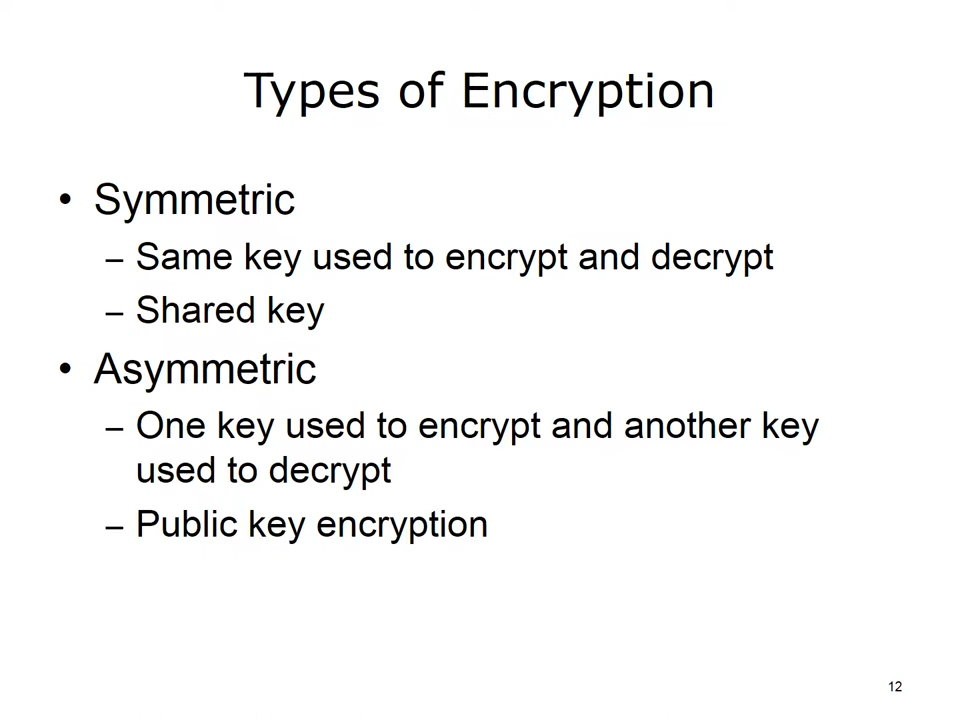 Types of Encryption
• Symmetric
– Same key used to encrypt and decrypt
– Shared key
• Asymmetric
– One key used to encrypt and another key
used to decrypt
– Public key encryption
12